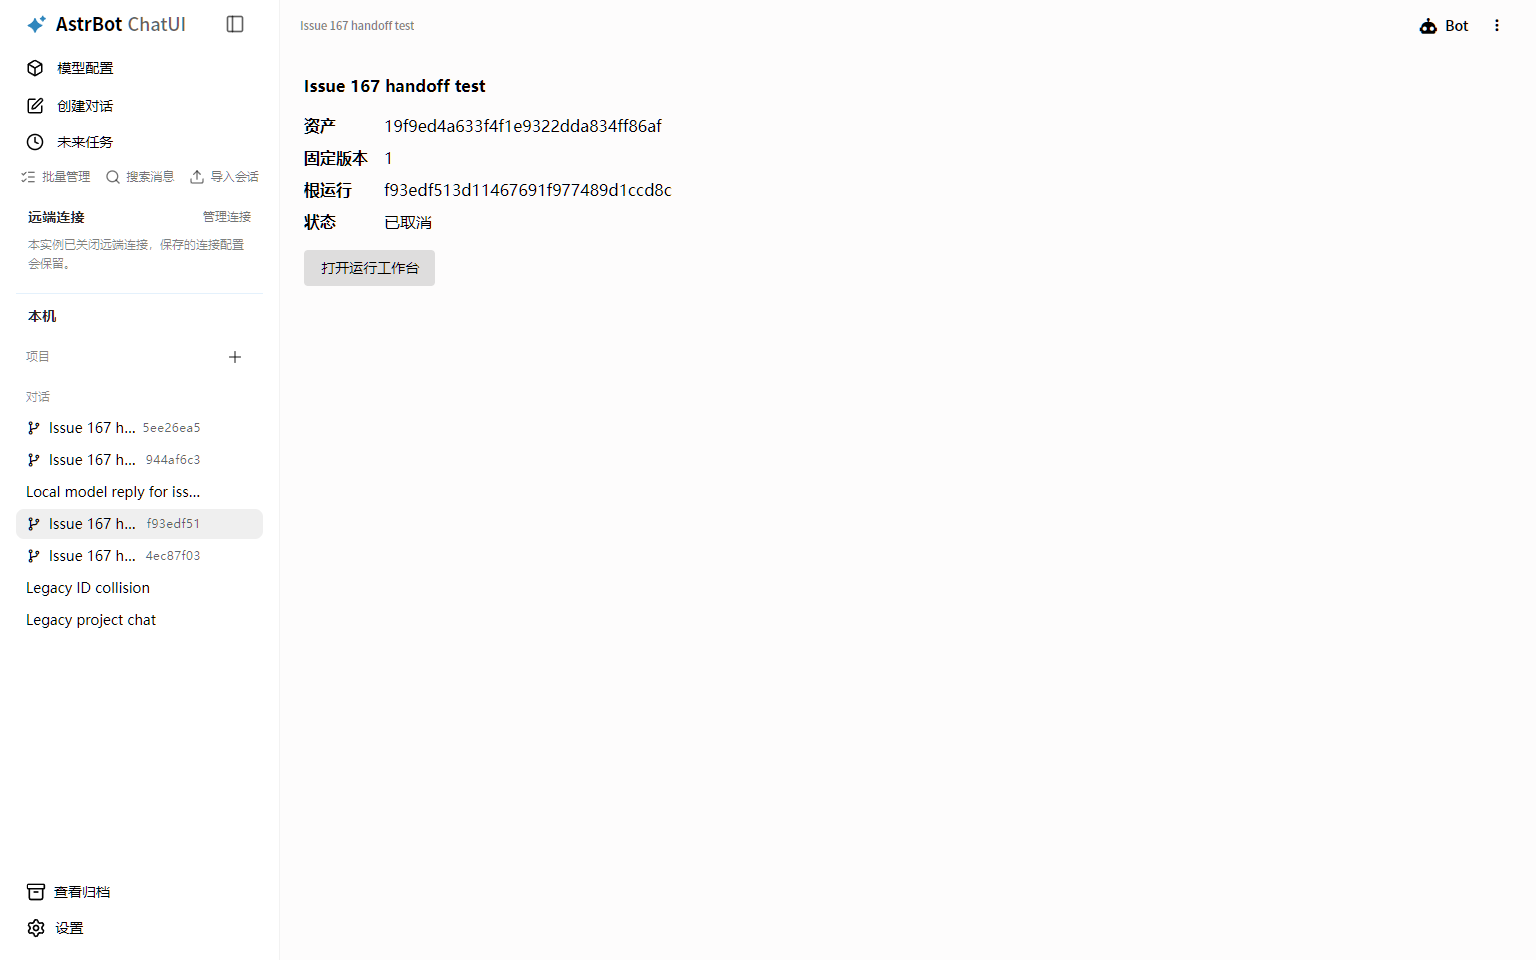 AstrBot ChatUI
模型配置
创建对话
未来任务
批量管理 搜索消息 导入会话
远端连接 管理连接
本实例已关闭远端连接，保存的连接配置
会保留。
本机
项目
对话
Issue 167 h... 5ee26ea5
Issue 167 h... 944af6c3
Local model reply for iss...
Issue 167 h... f93edf51
Issue 167 h... 4ec87f03
Legacy ID collision
Legacy project chat
查看归档
设置
Issue 167 handoff test
Bot
Issue 167 handoff test
资产 19f9ed4a633f4f1e9322dda834ff86af
固定版本 1
根运行 f93edf513d11467691f977489d1ccd8c
状态 已取消
打开运行工作台